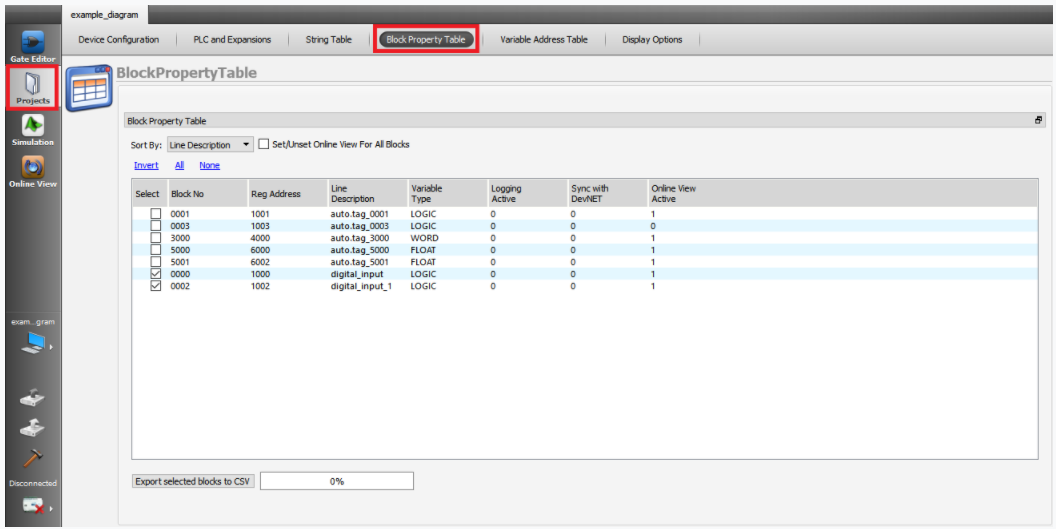 example_diagram
Device Configuration
PLC and Expansions
String Table
Block Property Table
Variable Address Table
Display Options
Gate Editor
Projects
Simulation
Online View
exam...gram
Disconnected
BlockPropertyTable
Block Property Table
Sort By: Line Description Set/Unset Online View For All Blocks
Invert All None
Select Block No Reg Address Line Description Variable Type Logging Active Sync with DevNET Online View Active
0001 1001 auto.tag_0001 LOGIC 0 0 1
0003 1003 auto.tag_0003 LOGIC 0 0 0
3000 4000 auto.tag_3000 WORD 0 0 1
5000 6000 auto.tag_5000 FLOAT 0 0 1
5001 6002 auto.tag_5001 FLOAT 0 0 1
0000 1000 digital_input LOGIC 0 0 1
0002 1002 digital_input_1 LOGIC 0 0 1
Export selected blocks to CSV 0%